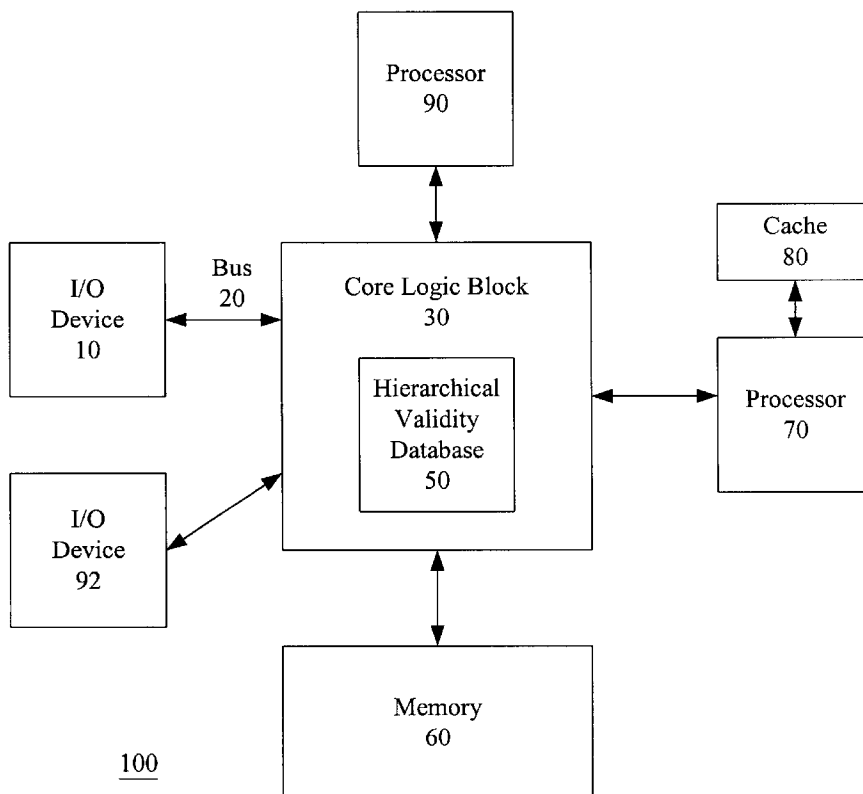 Processor
90
Cache
80
Bus
20
I/O
Device
10
Core Logic Block
30
Hierarchical
Validity
Database
50
Processor
70
I/O
Device
92
Memory
60
100